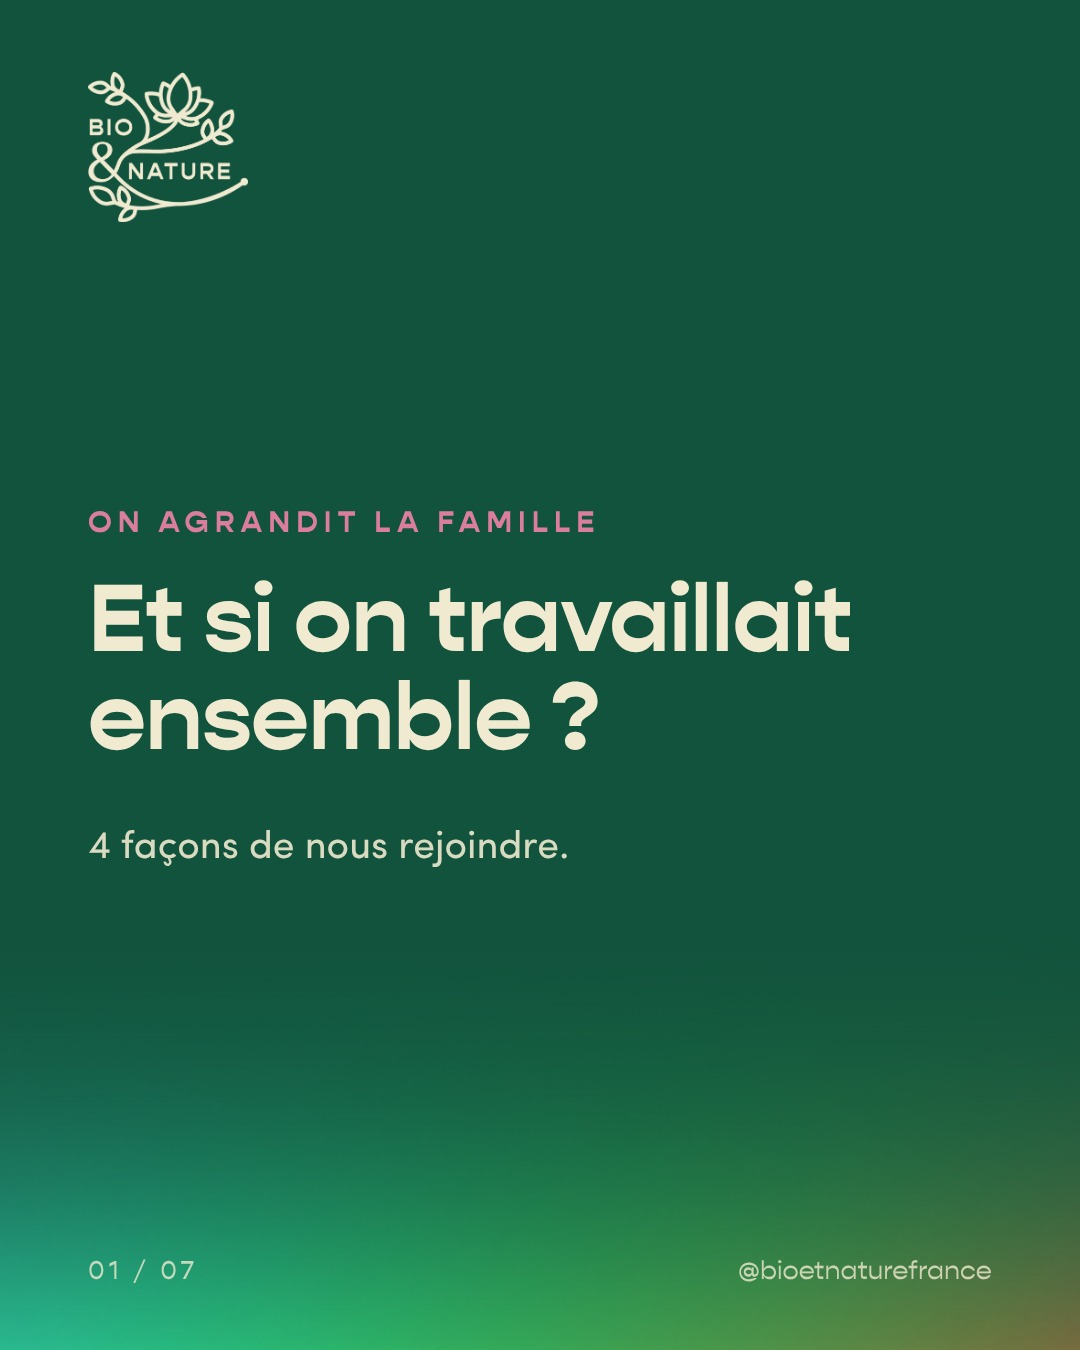 BIO
& NATURE
ON AGRANDIT LA FAMILLE
Et si on travaillait
ensemble ?
4 façons de nous rejoindre.
01 / 07
@bioetnaturefrance